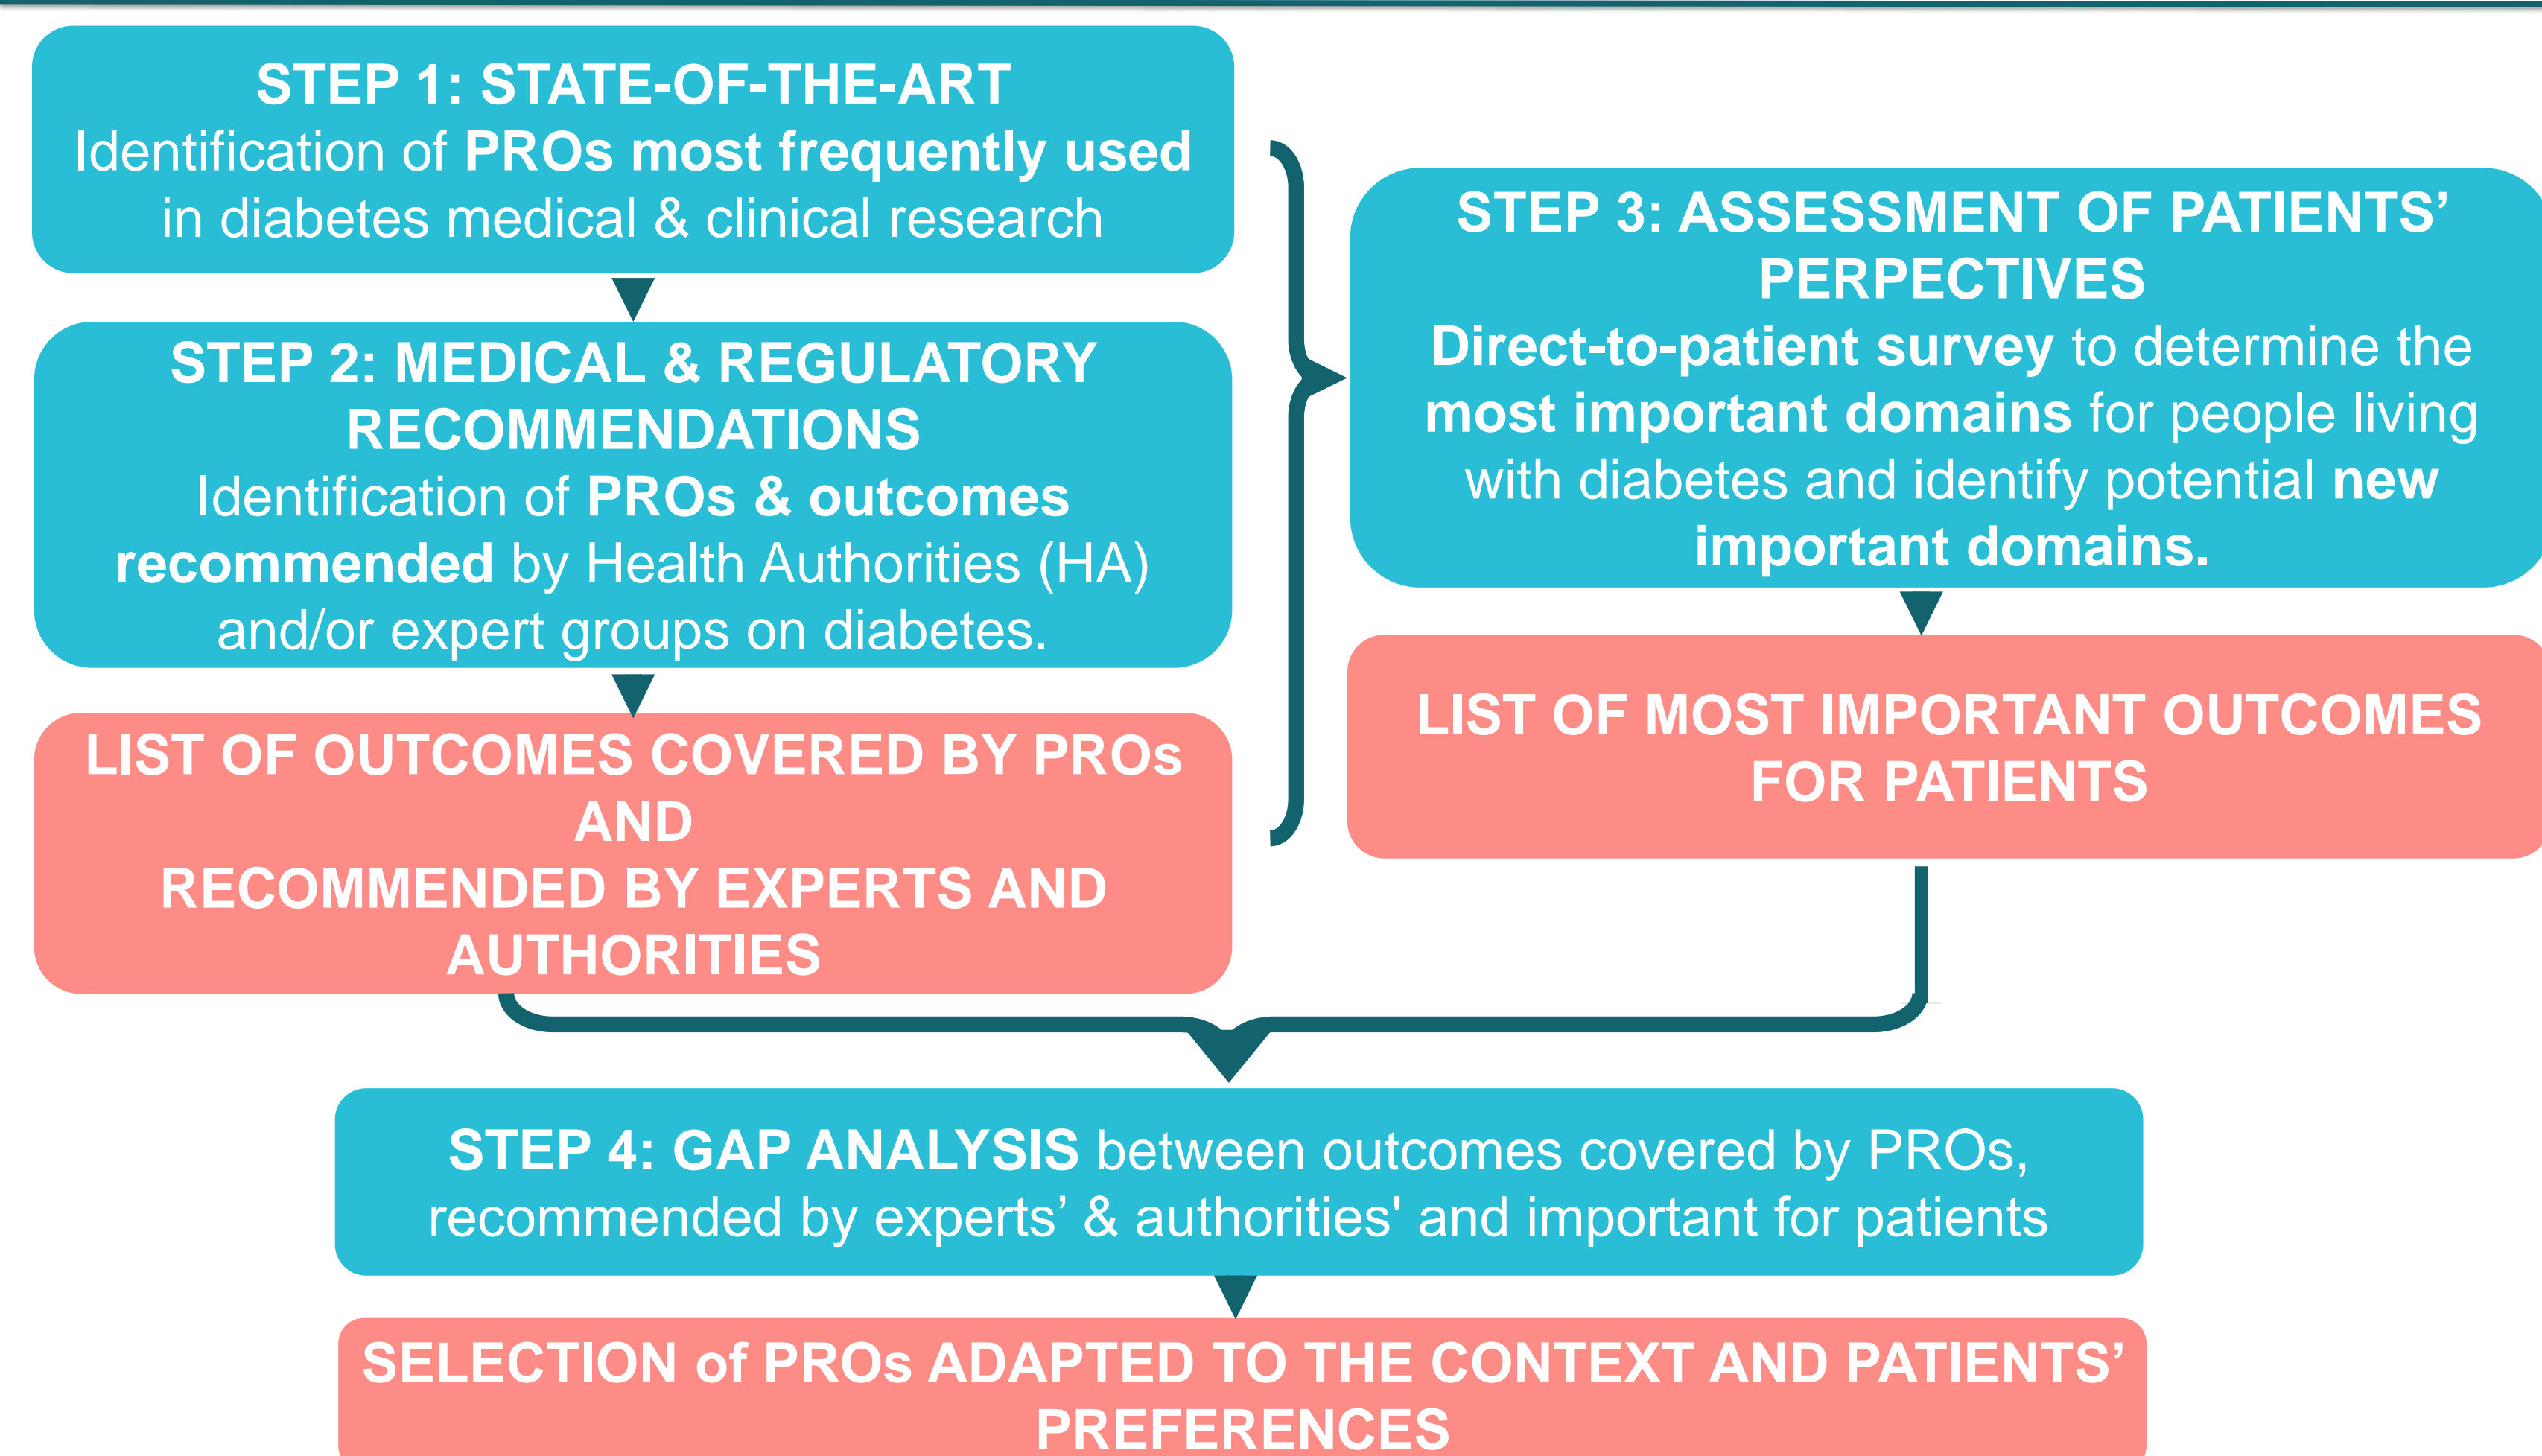 STEP 1: STATE-OF-THE-ART
Identification of PROs most frequently used
in diabetes medical & clinical research
STEP 2: MEDICAL & REGULATORY
RECOMMENDATIONS
Identification of PROs & outcomes
recommended by Health Authorities (HA)
and/or expert groups on diabetes.
LIST OF OUTCOMES COVERED BY PROs
AND
RECOMMENDED BY EXPERTS AND
AUTHORITIES
STEP 3: ASSESSMENT OF PATIENTS’
PERPECTIVES
Direct-to-patient survey to determine the
most important domains for people living
with diabetes and identify potential new
important domains.
LIST OF MOST IMPORTANT OUTCOMES
FOR PATIENTS
STEP 4: GAP ANALYSIS between outcomes covered by PROs,
recommended by experts’ & authorities' and important for patients
SELECTION of PROs ADAPTED TO THE CONTEXT AND PATIENTS’
PREFERENCES